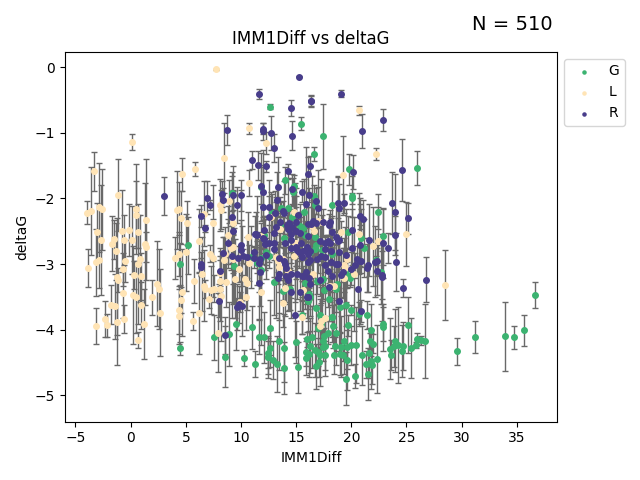 N = 510
IMM1Diff vs deltaG
G
L
R
0
−1
−2
−3
−4
−5
deltaG
−5 0 5 10 15 20 25 30 35
IMM1Diff